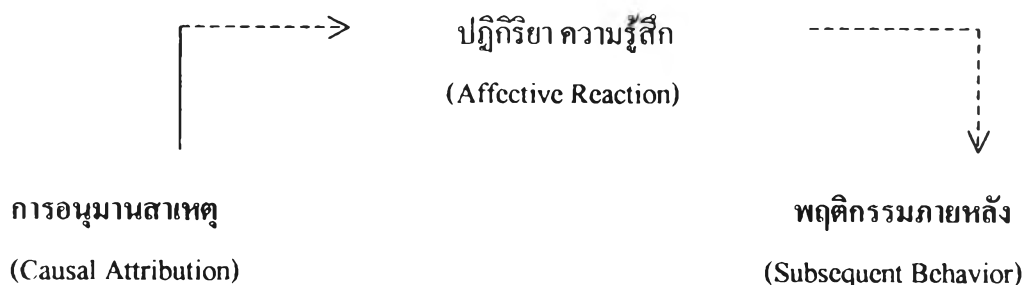 ปฏิกิริยา ความรู้สึก
(Affective Reaction)
การอนุมานสาเหตุ
(Causal Attribution)
พฤติกรรมภายหลัง
(Subsequent Behavior)